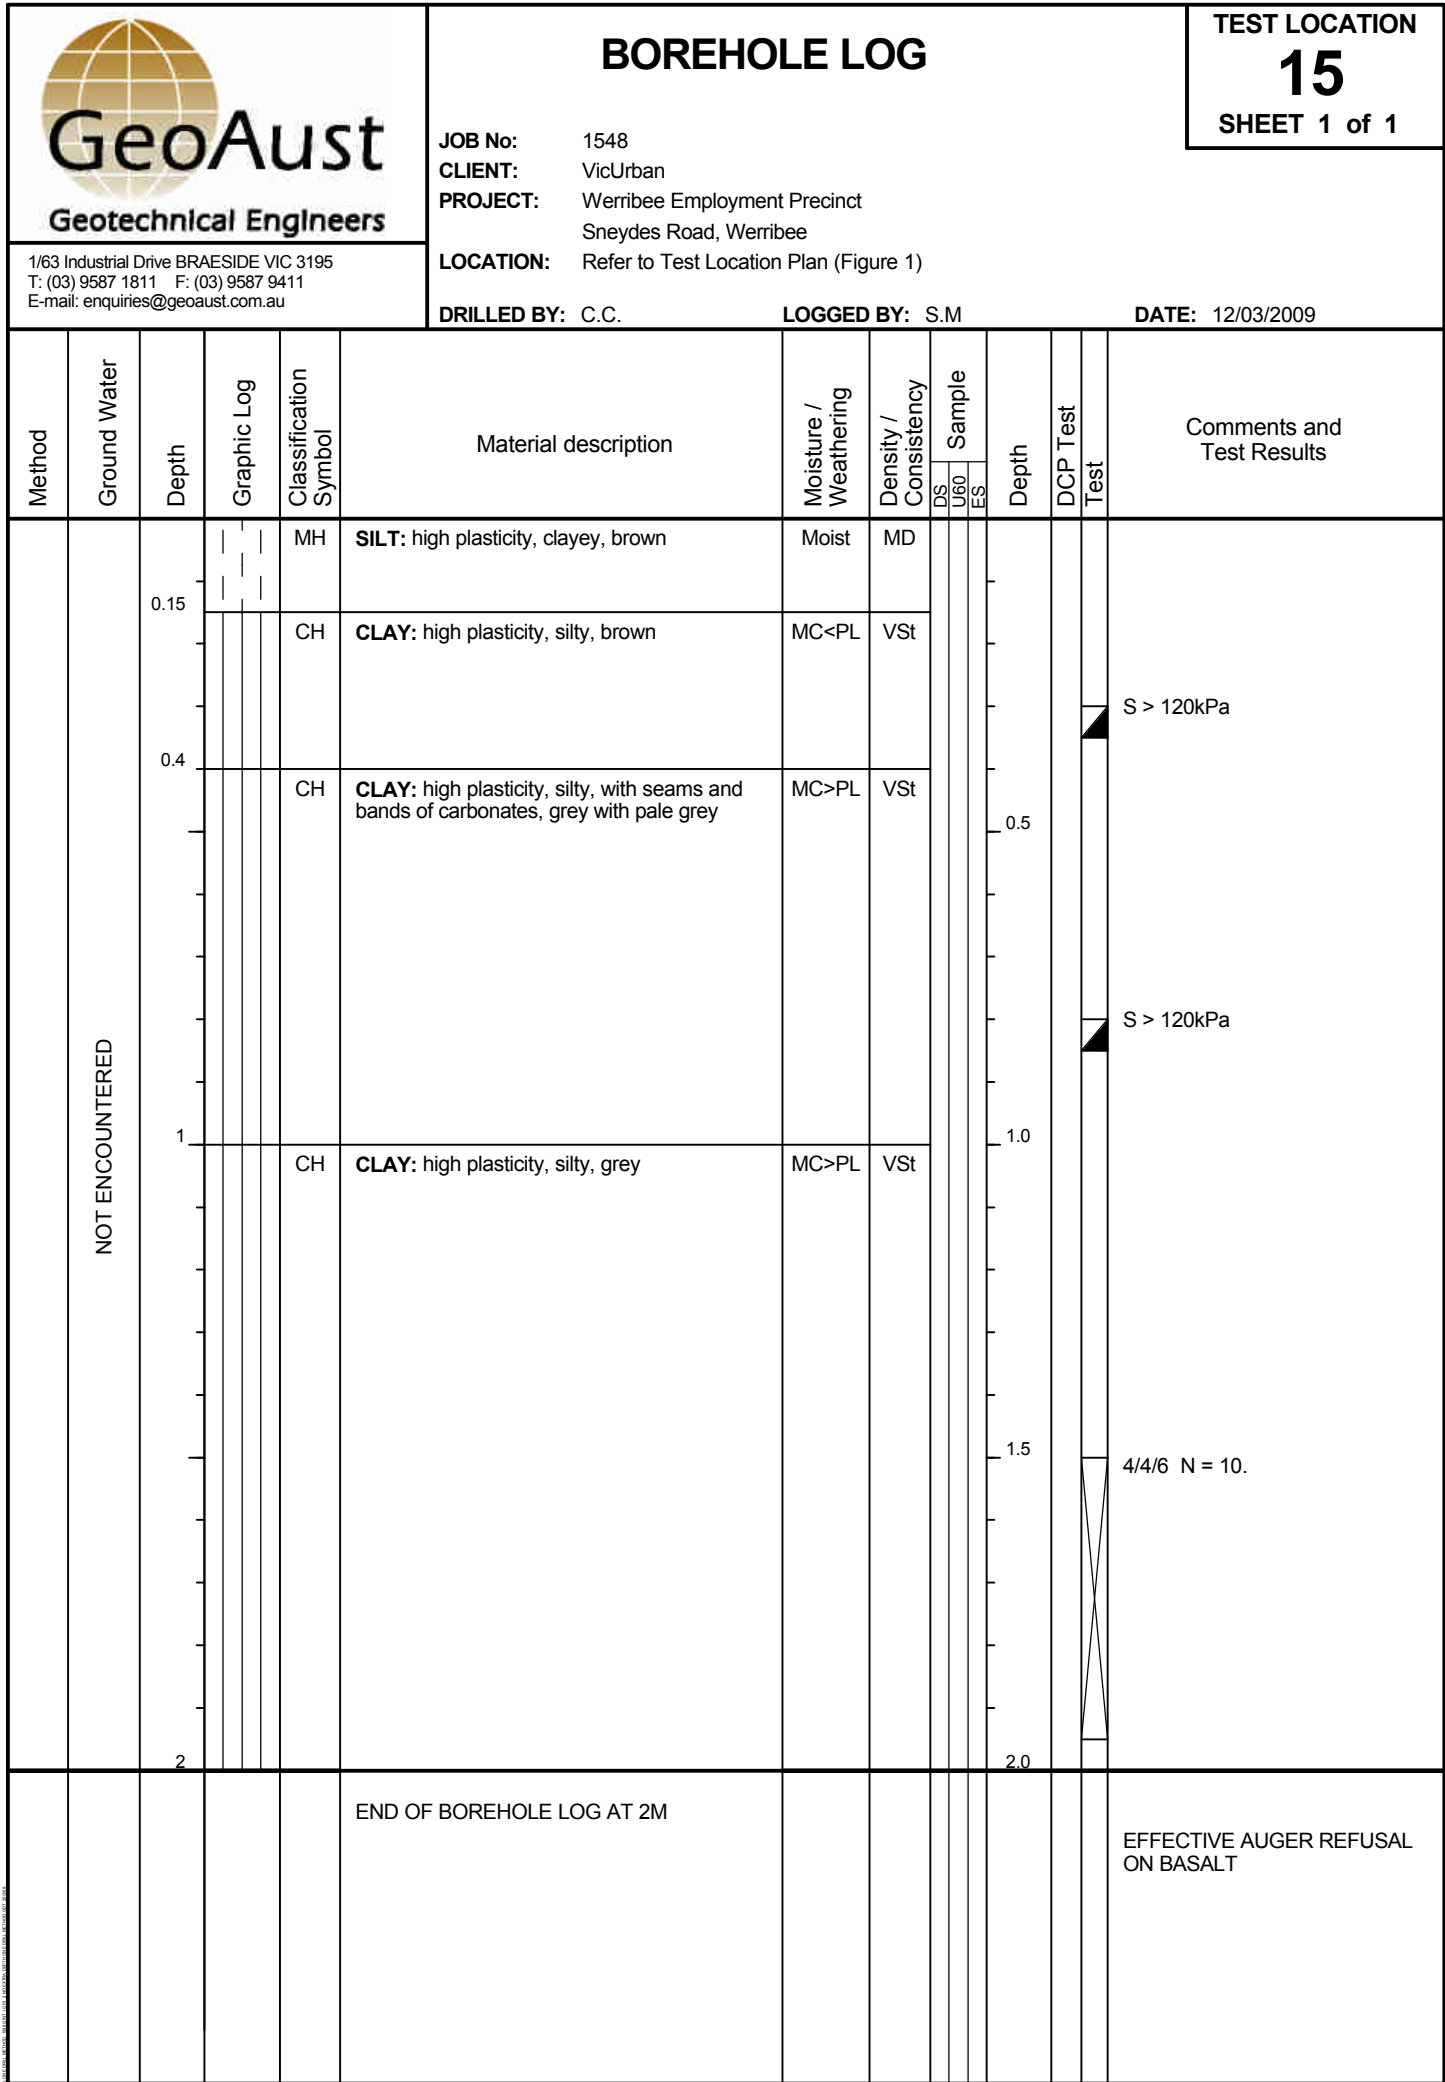 GeoAust
Geotechnical Engineers
1/63 Industrial Drive BRAESIDE VIC 3195
T: (03) 9587 1811 F: (03) 9587 9411
E-mail: enquiries@geoaust.com.au
BOREHOLE LOG
TEST LOCATION
15
SHEET 1 of 1
JOB No: 1548
CLIENT: VicUrban
PROJECT: Werribee Employment Precinct
Sneydes Road, Werribee
LOCATION: Refer to Test Location Plan (Figure 1)
DRILLED BY: C.C. LOGGED BY: S.M DATE: 12/03/2009
Method
Ground Water
Depth
Graphic Log
Classification
Symbol
Material description
Moisture /
Weathering
Density /
Consistency
Sample
DS
U60
ES
Depth
DCP Test
Test
Comments and
Test Results
MH SILT: high plasticity, clayey, brown Moist MD
0.15
CH CLAY: high plasticity, silty, brown MC<PL VSt
S > 120kPa
0.4
CH CLAY: high plasticity, silty, with seams and MC>PL VSt
bands of carbonates, grey with pale grey
0.5
S > 120kPa
NOT ENCOUNTERED
1 1.0
CH CLAY: high plasticity, silty, grey MC>PL VSt
1.5
4/4/6 N = 10.
2 2.0
END OF BOREHOLE LOG AT 2M
EFFECTIVE AUGER REFUSAL
ON BASALT